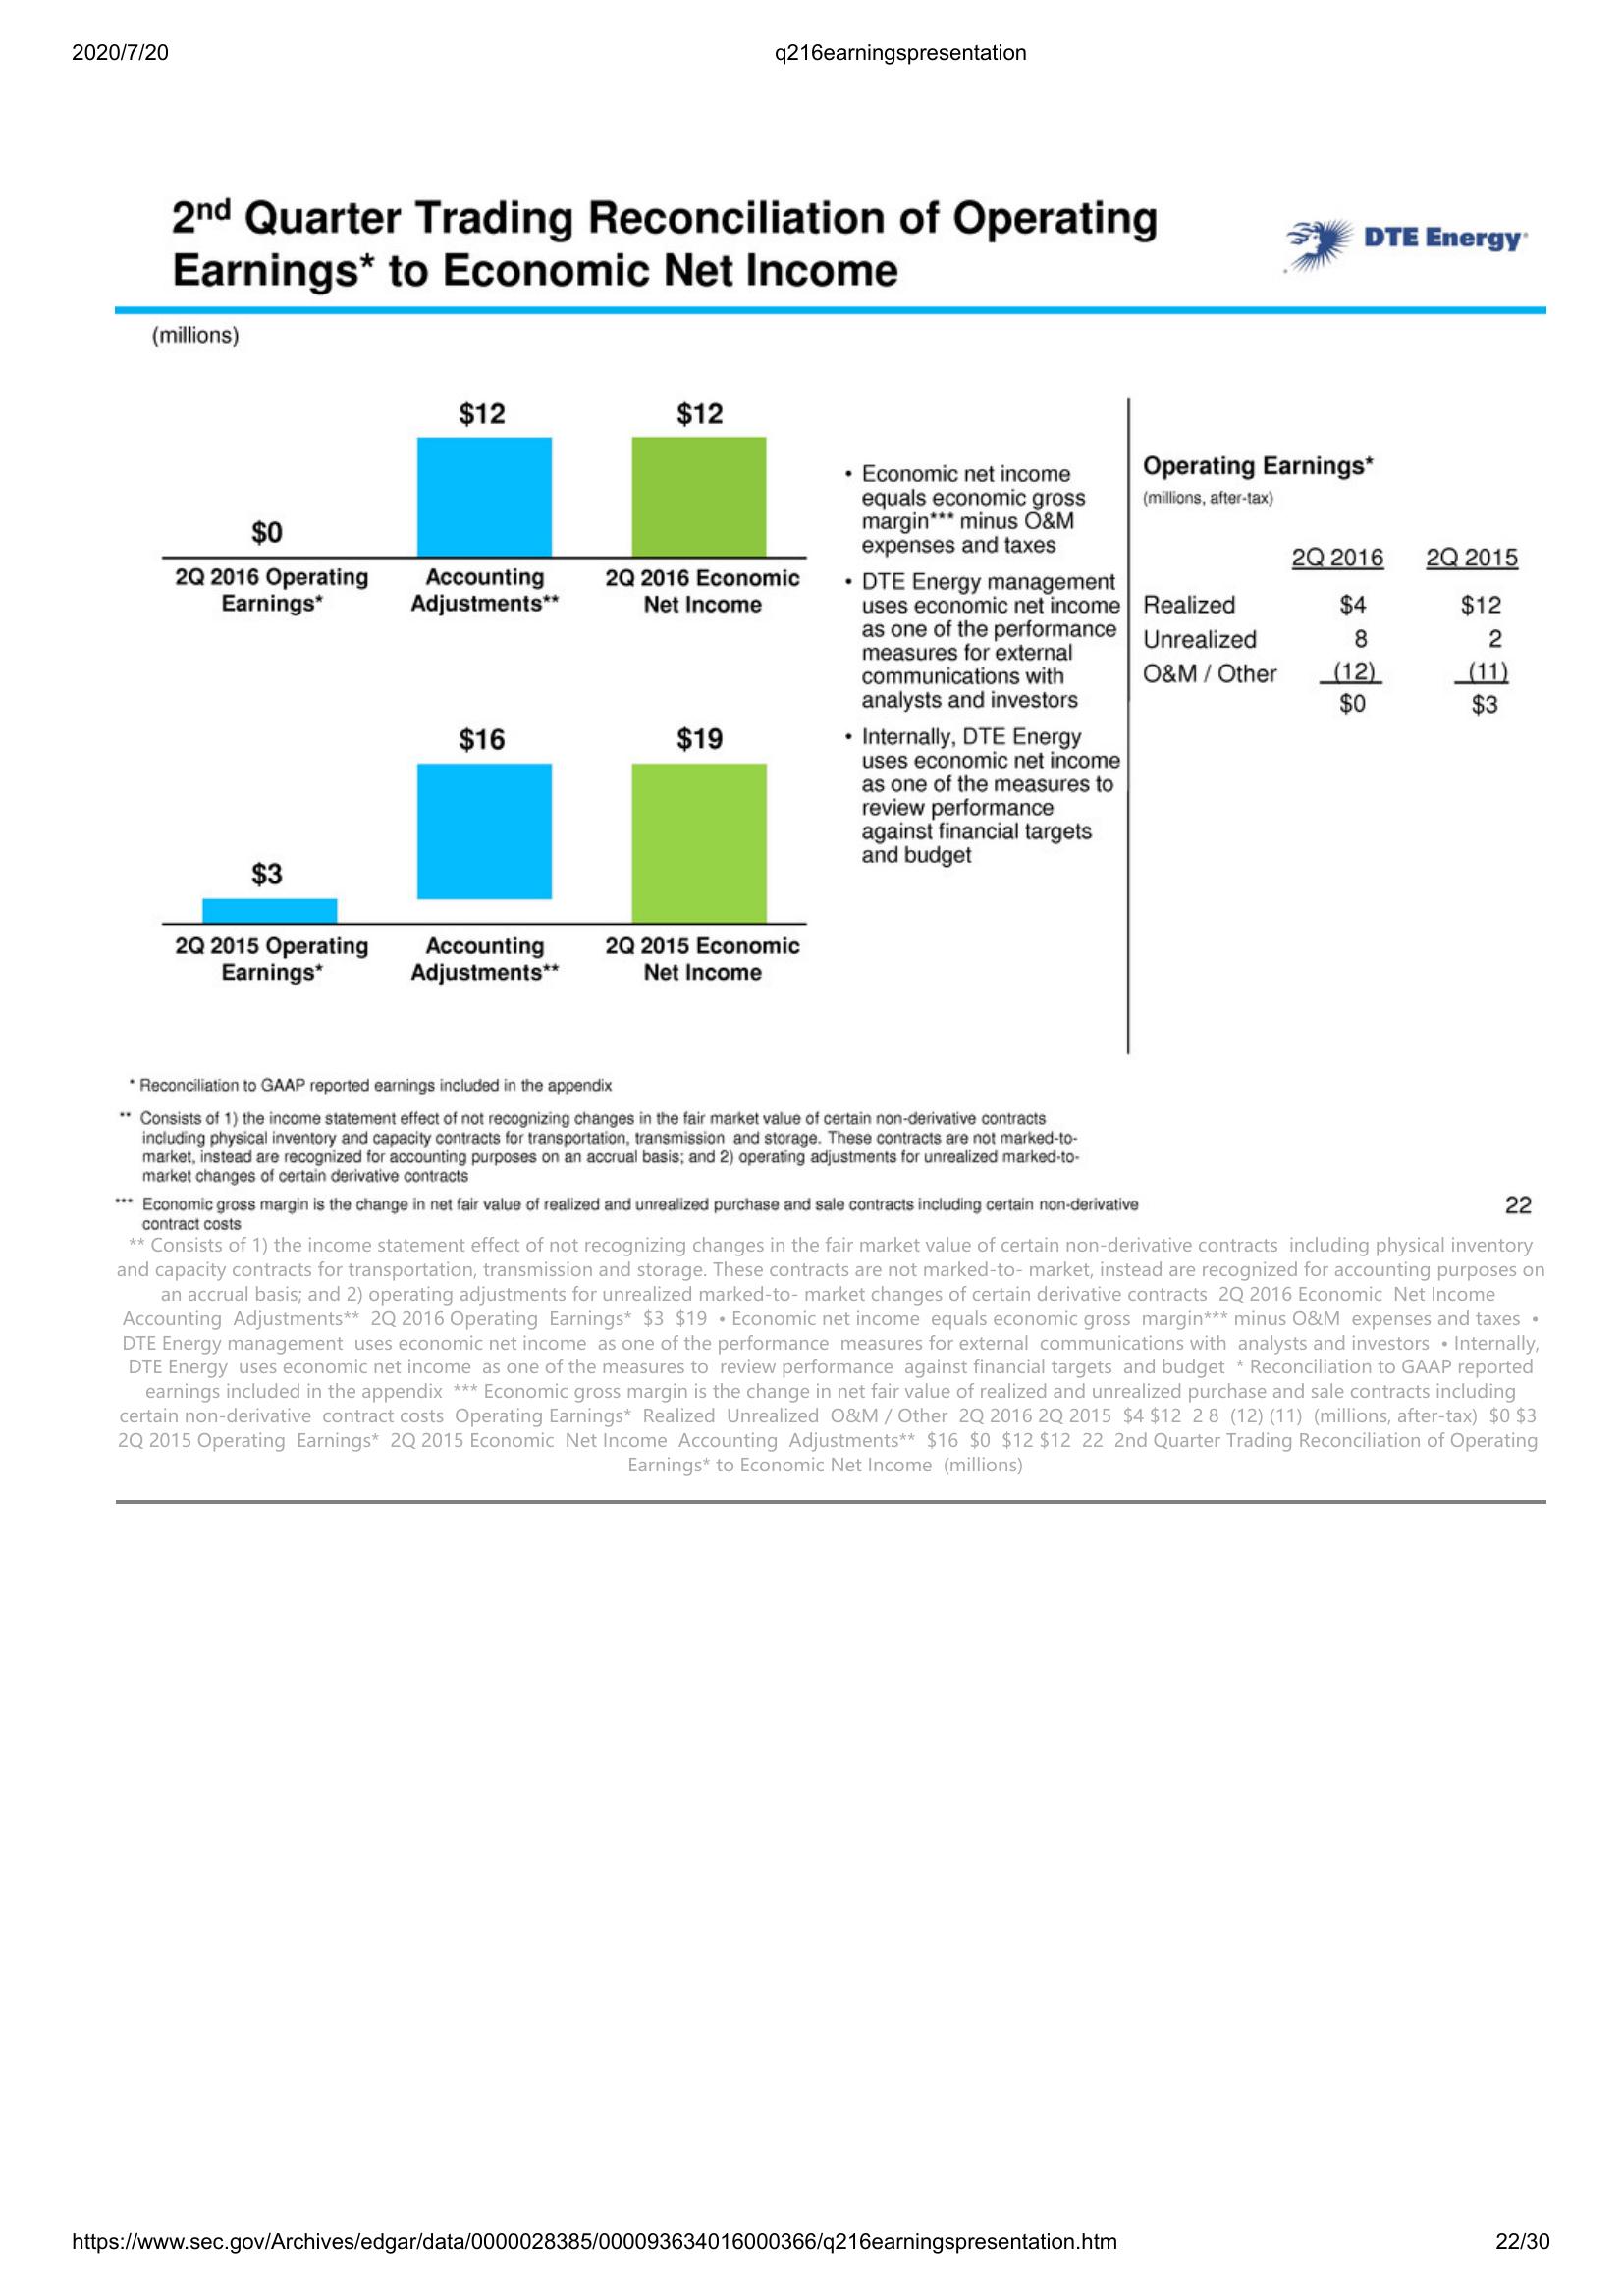 2020/7/20
q216earningspresentation
2nd Quarter Trading Reconciliation of Operating
Earnings* to Economic Net Income
DTE Energy
(millions)
$12
$12
$0
2Q 2016 Operating
Earnings*
Accounting
Adjustments**
2Q 2016 Economic
Net Income
$16
$19
$3
2Q 2015 Operating
Earnings*
Accounting
Adjustments**
2Q 2015 Economic
Net Income
• Economic net income
equals economic gross
margin*** minus O&M
expenses and taxes
• DTE Energy management
uses economic net income
as one of the performance
measures for external
communications with
analysts and investors
• Internally, DTE Energy
uses economic net income
as one of the measures to
review performance
against financial targets
and budget
Operating Earnings*
(millions, after-tax)
2Q 2016 2Q 2015
Realized $4 $12
Unrealized 8 2
O&M / Other (12) (11)
$0 $3
* Reconciliation to GAAP reported earnings included in the appendix
** Consists of 1) the income statement effect of not recognizing changes in the fair market value of certain non-derivative contracts
including physical inventory and capacity contracts for transportation, transmission and storage. These contracts are not marked-to-
market, instead are recognized for accounting purposes on an accrual basis; and 2) operating adjustments for unrealized marked-to-
market changes of certain derivative contracts
*** Economic gross margin is the change in net fair value of realized and unrealized purchase and sale contracts including certain non-derivative
contract costs
22
** Consists of 1) the income statement effect of not recognizing changes in the fair market value of certain non-derivative contracts including physical inventory
and capacity contracts for transportation, transmission and storage. These contracts are not marked-to- market, instead are recognized for accounting purposes on
an accrual basis; and 2) operating adjustments for unrealized marked-to- market changes of certain derivative contracts 2Q 2016 Economic Net Income
Accounting Adjustments** 2Q 2016 Operating Earnings* $3 $19 • Economic net income equals economic gross margin*** minus O&M expenses and taxes •
DTE Energy management uses economic net income as one of the performance measures for external communications with analysts and investors • Internally,
DTE Energy uses economic net income as one of the measures to review performance against financial targets and budget * Reconciliation to GAAP reported
earnings included in the appendix *** Economic gross margin is the change in net fair value of realized and unrealized purchase and sale contracts including
certain non-derivative contract costs Operating Earnings* Realized Unrealized O&M / Other 2Q 2016 2Q 2015 $4 $12 2 8 (12) (11) (millions, after-tax) $0 $3
2Q 2015 Operating Earnings* 2Q 2015 Economic Net Income Accounting Adjustments** $16 $0 $12 $12 22 2nd Quarter Trading Reconciliation of Operating
Earnings* to Economic Net Income (millions)
https://www.sec.gov/Archives/edgar/data/0000028385/000093634016000366/q216earningspresentation.htm
22/30